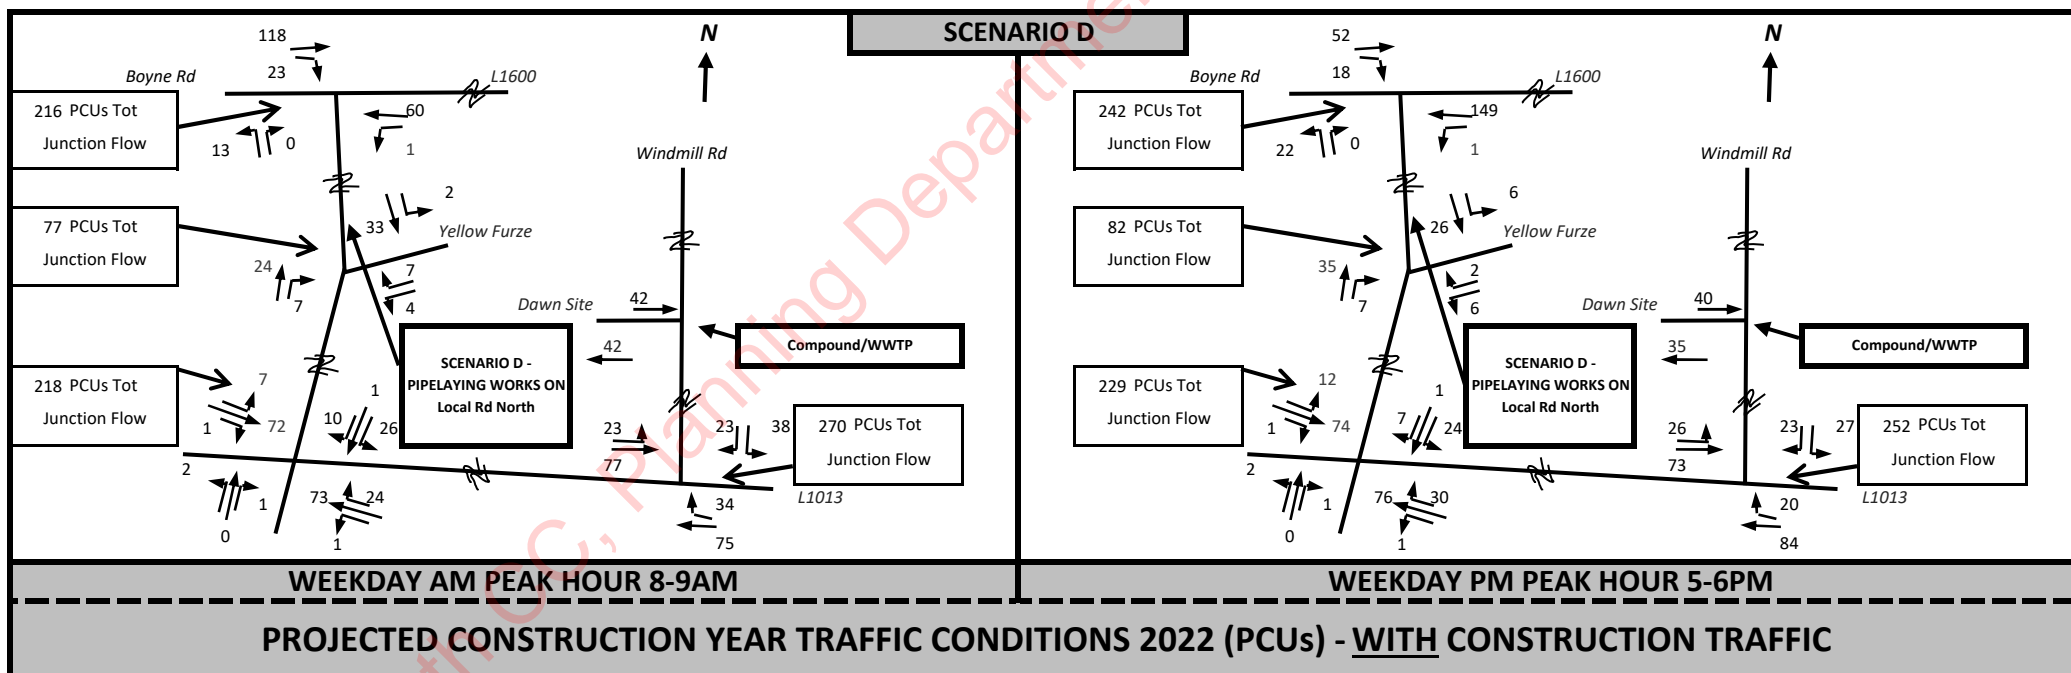 SCENARIO D
118
23
Boyne Rd
L1600
N
216 PCUs Tot
Junction Flow
60
1
13
0
Windmill Rd
2
33
Yellow Furze
77 PCUs Tot
Junction Flow
24
7
7
4
Dawn Site
42
42
Compound/WWTP
SCENARIO D -
PIPELAYING WORKS ON
Local Rd North
218 PCUs Tot
Junction Flow
7
72
1
1
10
26
23
77
23
38
270 PCUs Tot
Junction Flow
2
1
0
73
24
1
34
75
L1013
WEEKDAY AM PEAK HOUR 8-9AM
52
18
Boyne Rd
L1600
N
242 PCUs Tot
Junction Flow
149
1
22
0
Windmill Rd
6
26
Yellow Furze
82 PCUs Tot
Junction Flow
35
7
2
6
Dawn Site
40
35
Compound/WWTP
SCENARIO D -
PIPELAYING WORKS ON
Local Rd North
229 PCUs Tot
Junction Flow
12
74
1
1
7
24
26
73
23
27
252 PCUs Tot
Junction Flow
2
1
0
76
30
1
20
84
L1013
WEEKDAY PM PEAK HOUR 5-6PM
PROJECTED CONSTRUCTION YEAR TRAFFIC CONDITIONS 2022 (PCUs) - WITH CONSTRUCTION TRAFFIC
th CC, Planning Departme